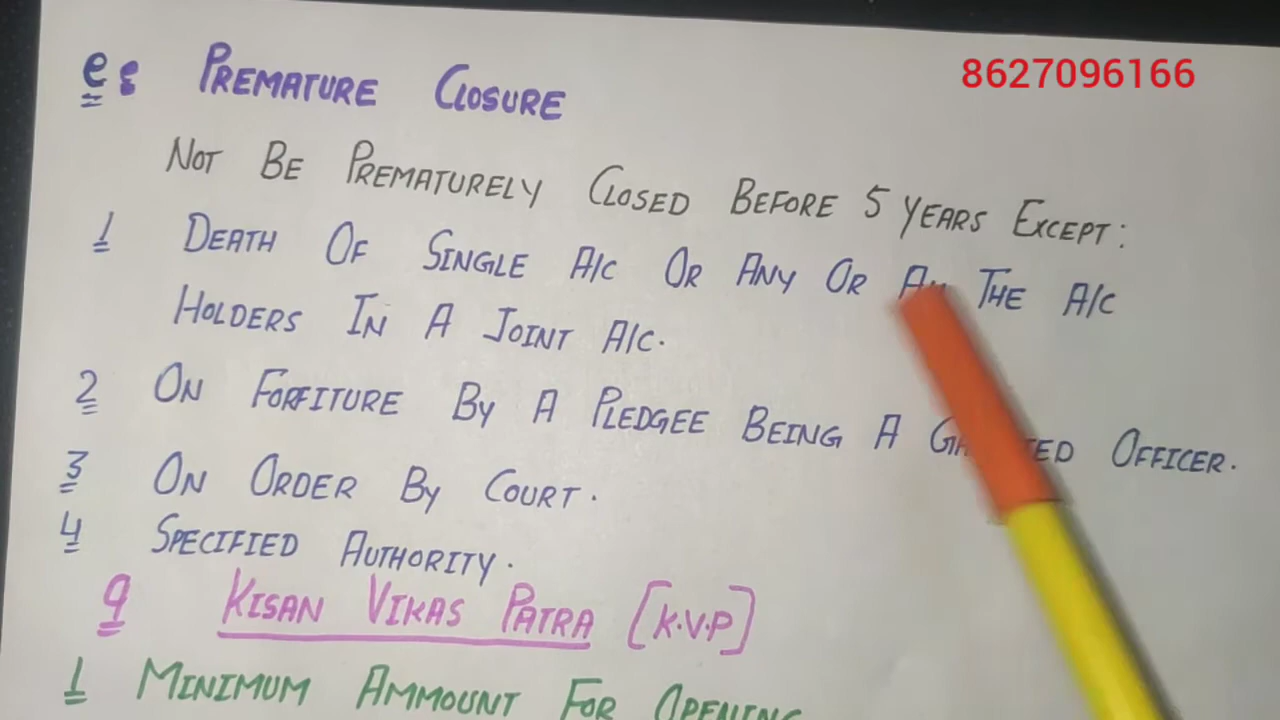 8627096166
e: PREMATURE CLOSURE
NOT BE PREMATURELY CLOSED BEFORE 5 YEARS EXCEPT:
1 DEATH OF SINGLE A/C OR ANY OR THE A/C
HOLDERS IN A JOINT A/C.
2 ON FORFITURE BY A PLEDGEE BEING A OFFICER.
3 ON ORDER BY COURT.
4 SPECIFIED AUTHORITY.
9 KISAN VIKAS PATRA [K.V.P]
1 MINIMUM AMMOUNT FOR OPENING